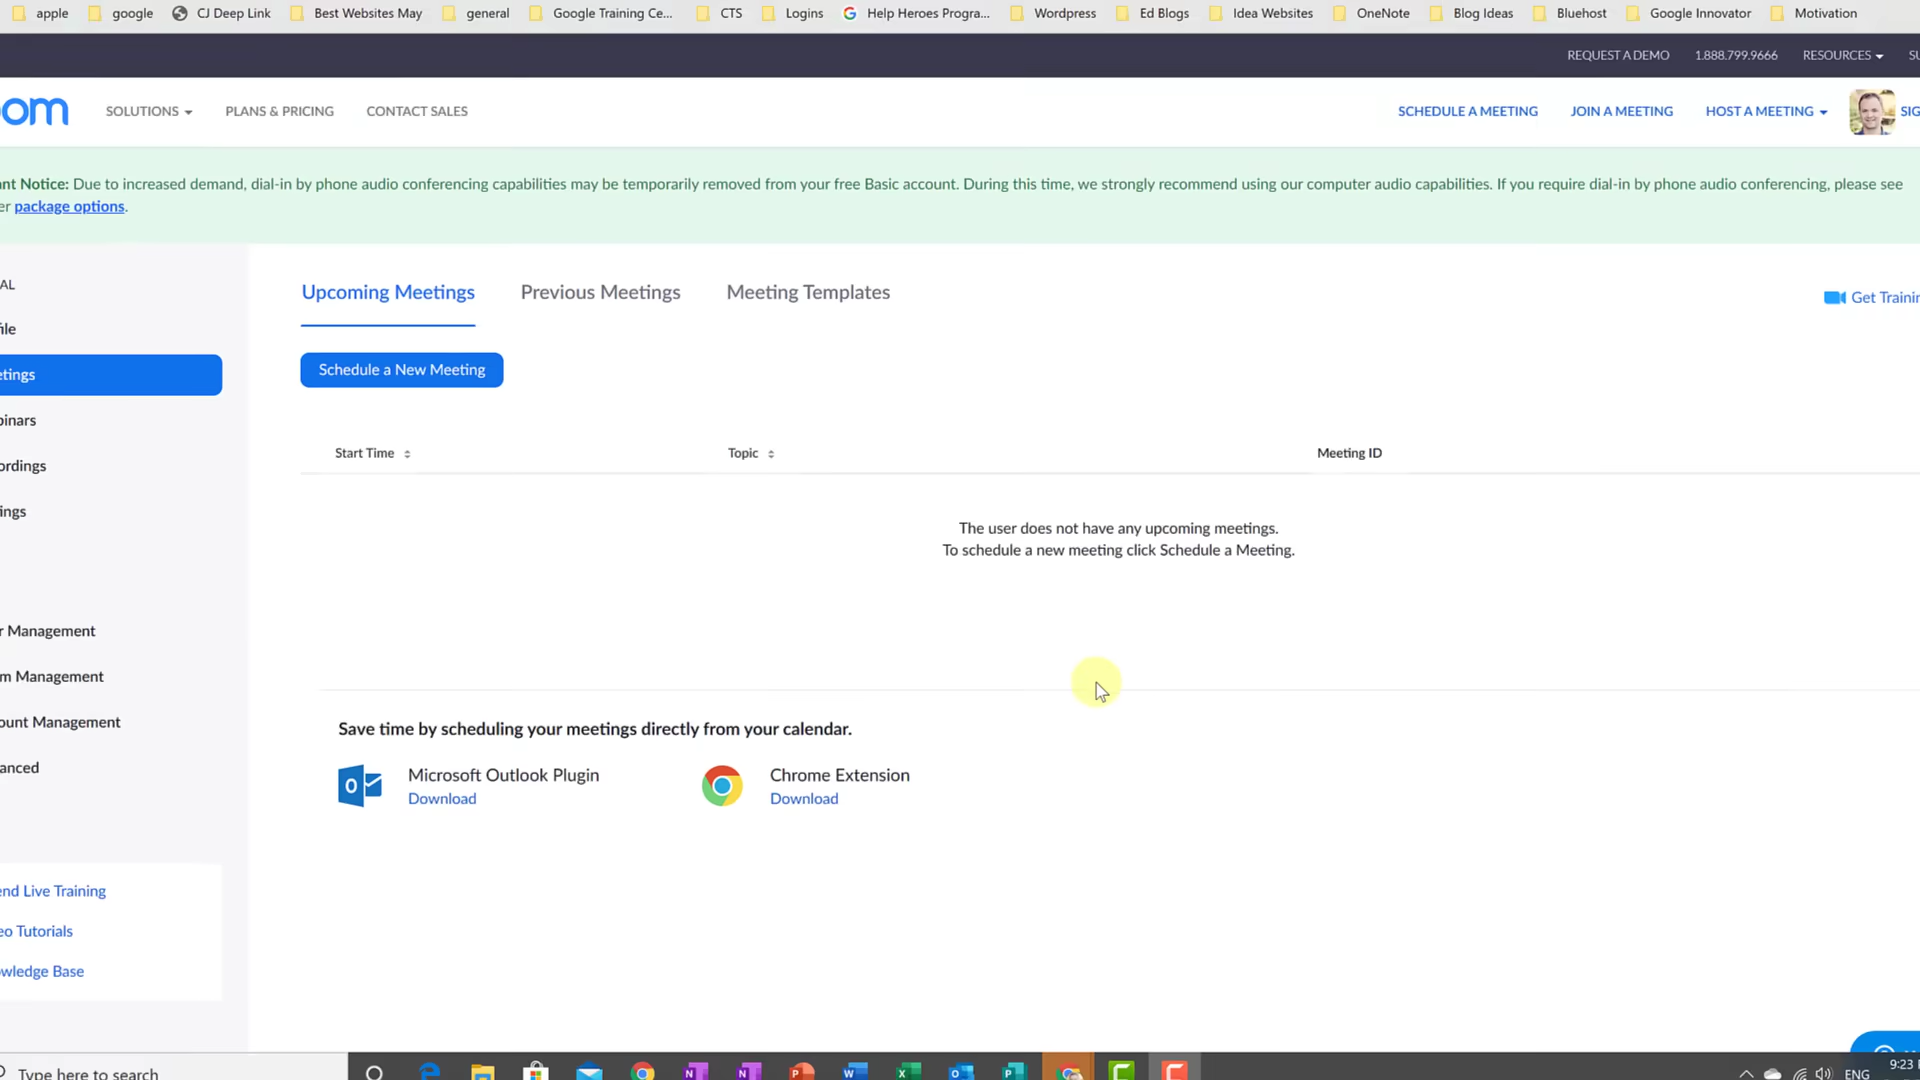 apple google CJ Deep Link Best Websites May general Google Training Ce... CTS Logins Help Heroes Progra... Wordpress Ed Blogs Idea Websites OneNote Blog Ideas Bluehost Google Innovator Motivation
REQUEST A DEMO 1.888.799.9666 RESOURCES SU
oom SOLUTIONS PLANS & PRICING CONTACT SALES SCHEDULE A MEETING JOIN A MEETING HOST A MEETING SIG
ant Notice: Due to increased demand, dial-in by phone audio conferencing capabilities may be temporarily removed from your free Basic account. During this time, we strongly recommend using our computer audio capabilities. If you require dial-in by phone audio conferencing, please see
er package options.
AL
file
etings
binars
ordings
ings
r Management
m Management
ount Management
anced
end Live Training
eo Tutorials
owledge Base
Upcoming Meetings Previous Meetings Meeting Templates
Get Trainin
Schedule a New Meeting
Start Time Topic Meeting ID
The user does not have any upcoming meetings.
To schedule a new meeting click Schedule a Meeting.
Save time by scheduling your meetings directly from your calendar.
Microsoft Outlook Plugin
Download
Chrome Extension
Download
Type here to search
ENG
9:23